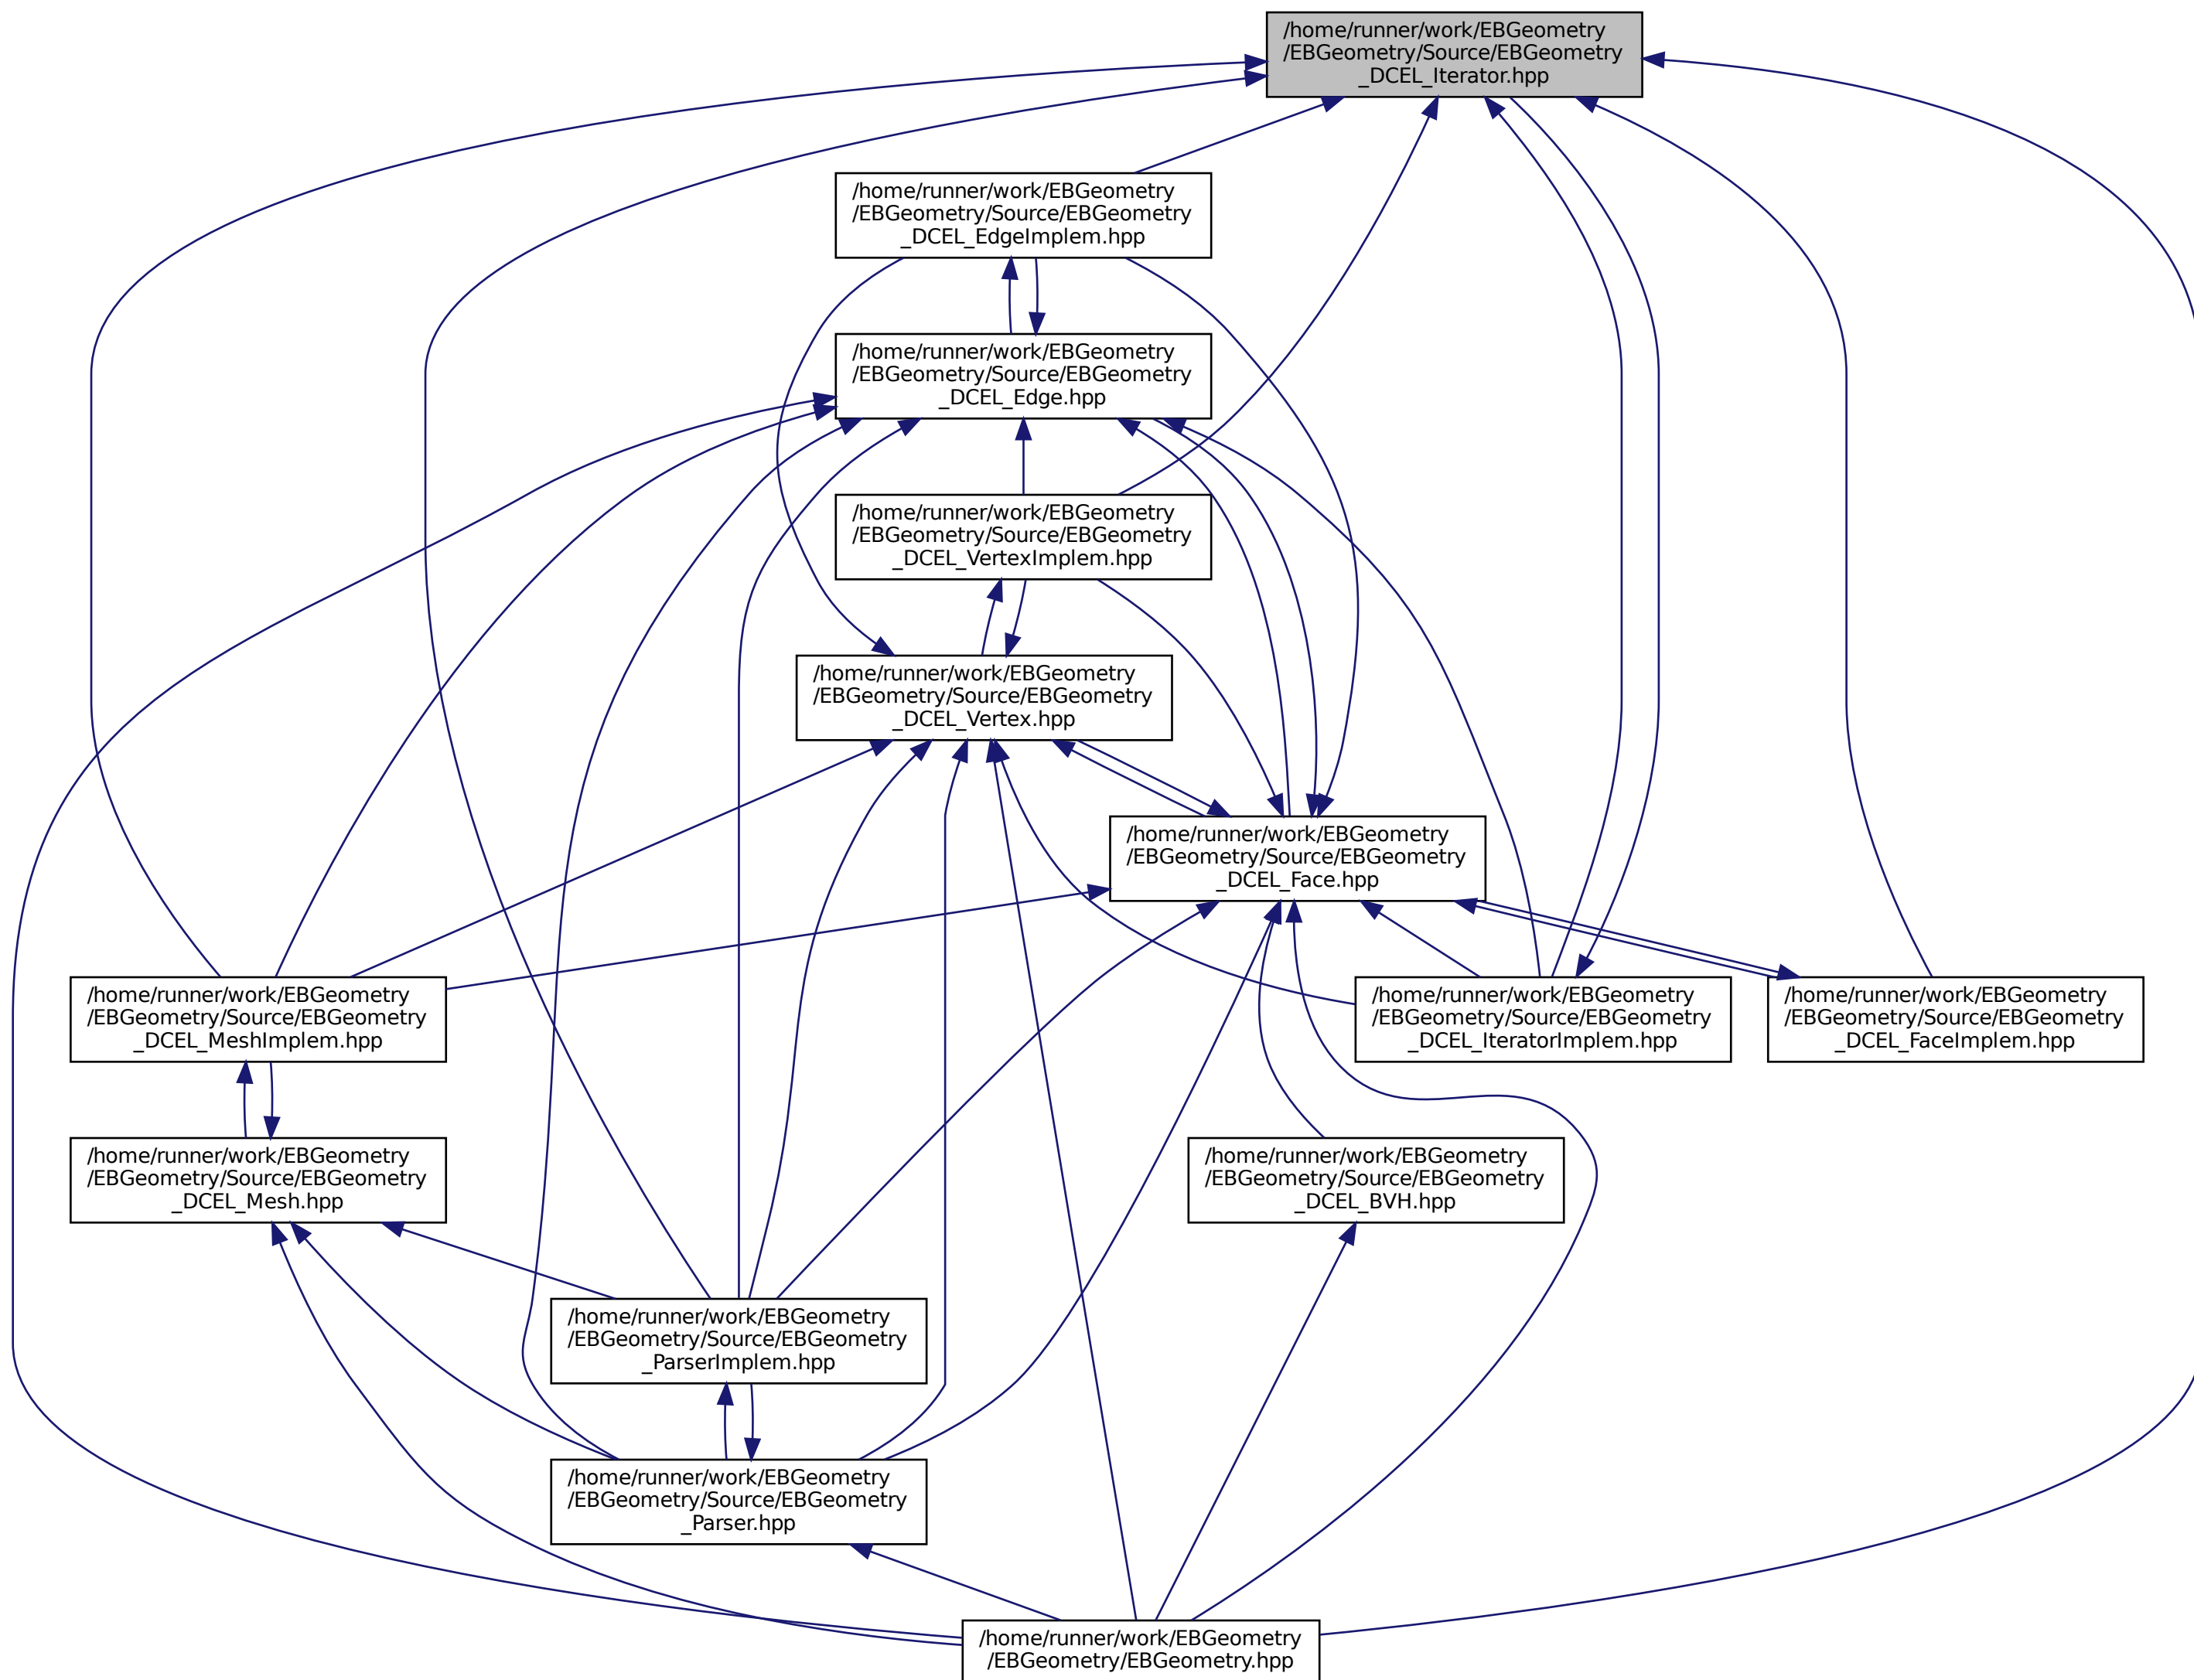 /home/runner/work/EBGeometry
/EBGeometry/Source/EBGeometry
_DCEL_Iterator.hpp
/home/runner/work/EBGeometry
/EBGeometry/Source/EBGeometry
_DCEL_EdgeImplem.hpp
/home/runner/work/EBGeometry
/EBGeometry/Source/EBGeometry
_DCEL_Edge.hpp
/home/runner/work/EBGeometry
/EBGeometry/Source/EBGeometry
_DCEL_VertexImplem.hpp
/home/runner/work/EBGeometry
/EBGeometry/Source/EBGeometry
_DCEL_Vertex.hpp
/home/runner/work/EBGeometry
/EBGeometry/Source/EBGeometry
_DCEL_Face.hpp
/home/runner/work/EBGeometry
/EBGeometry/Source/EBGeometry
_DCEL_MeshImplem.hpp
/home/runner/work/EBGeometry
/EBGeometry/Source/EBGeometry
_DCEL_IteratorImplem.hpp
/home/runner/work/EBGeometry
/EBGeometry/Source/EBGeometry
_DCEL_FaceImplem.hpp
/home/runner/work/EBGeometry
/EBGeometry/Source/EBGeometry
_DCEL_Mesh.hpp
/home/runner/work/EBGeometry
/EBGeometry/Source/EBGeometry
_DCEL_BVH.hpp
/home/runner/work/EBGeometry
/EBGeometry/Source/EBGeometry
_ParserImplem.hpp
/home/runner/work/EBGeometry
/EBGeometry/Source/EBGeometry
_Parser.hpp
/home/runner/work/EBGeometry
/EBGeometry/EBGeometry.hpp